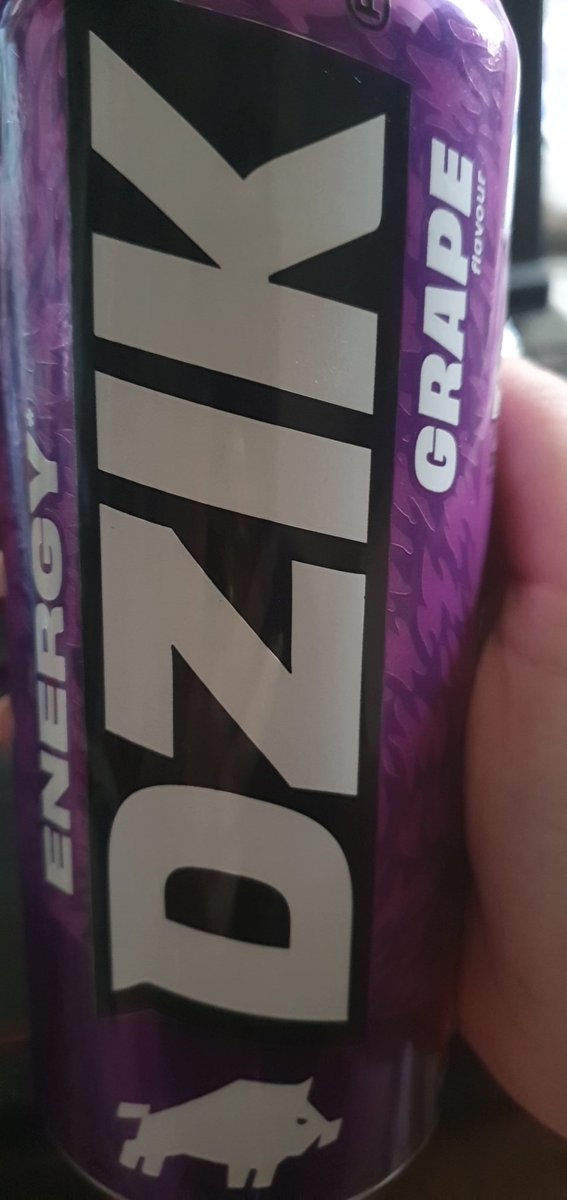 ENERGY*
DZIK
GRAPE
flavour